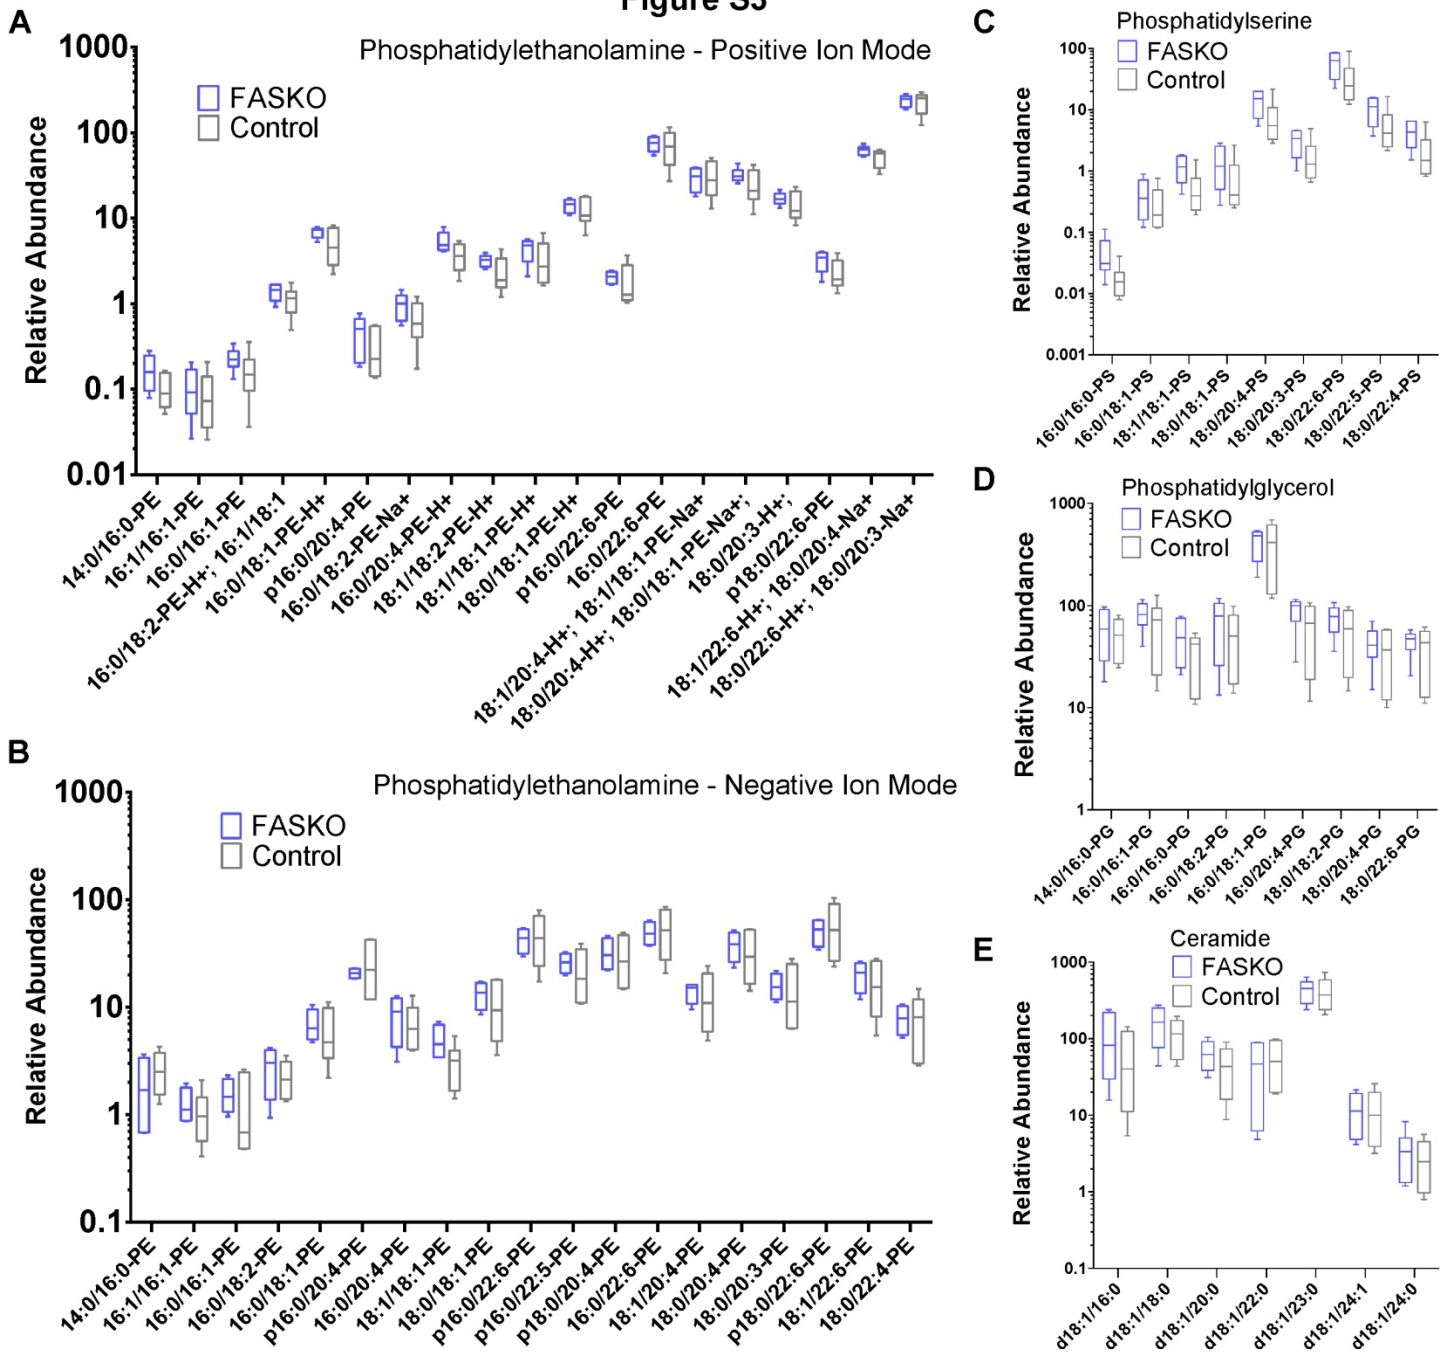 Figure S3
A
Phosphatidylethanolamine - Positive Ion Mode
FASKO
Control
Relative Abundance
1000
100
10
1
0.1
0.01
14:0/16:0-PE
16:1/16:1-PE
16:0/16:1-PE
16:0/18:2-PE-H+; 16:1/18:1
16:0/18:1-PE-H+
p16:0/20:4-PE
16:0/18:2-PE-Na+
16:0/20:4-PE-H+
18:1/18:2-PE-H+
18:1/18:1-PE-H+
18:0/18:1-PE-H+
p16:0/22:6-PE
16:0/22:6-PE
18:1/20:4-H+; 18:1/18:1-PE-Na+
18:0/20:4-H+; 18:0/18:1-PE-Na+;
18:0/20:3-H+;
p18:0/22:6-PE
18:1/22:6-H+; 18:0/20:4-Na+
18:0/22:6-H+; 18:0/20:3-Na+
B
Phosphatidylethanolamine - Negative Ion Mode
FASKO
Control
Relative Abundance
1000
100
10
1
0.1
14:0/16:0-PE
16:1/16:1-PE
16:0/16:1-PE
16:0/18:2-PE
16:0/18:1-PE
p16:0/20:4-PE
16:0/20:4-PE
18:1/18:1-PE
18:0/18:1-PE
p16:0/22:6-PE
p16:0/22:5-PE
p18:0/20:4-PE
16:0/22:6-PE
18:1/20:4-PE
18:0/20:4-PE
18:0/20:3-PE
p18:0/22:6-PE
18:1/22:6-PE
18:0/22:4-PE
C
Phosphatidylserine
FASKO
Control
Relative Abundance
100
10
1
0.1
0.01
0.001
16:0/16:0-PS
16:0/18:1-PS
18:1/18:1-PS
18:0/18:1-PS
18:0/20:4-PS
18:0/20:3-PS
18:0/22:6-PS
18:0/22:5-PS
18:0/22:4-PS
D
Phosphatidylglycerol
FASKO
Control
Relative Abundance
1000
100
10
1
14:0/16:0-PG
16:0/16:1-PG
16:0/16:0-PG
16:0/18:2-PG
16:0/18:1-PG
16:0/20:4-PG
18:0/18:2-PG
18:0/20:4-PG
18:0/22:6-PG
E
Ceramide
FASKO
Control
Relative Abundance
1000
100
10
1
0.1
d18:1/16:0
d18:1/18:0
d18:1/20:0
d18:1/22:0
d18:1/23:0
d18:1/24:1
d18:1/24:0